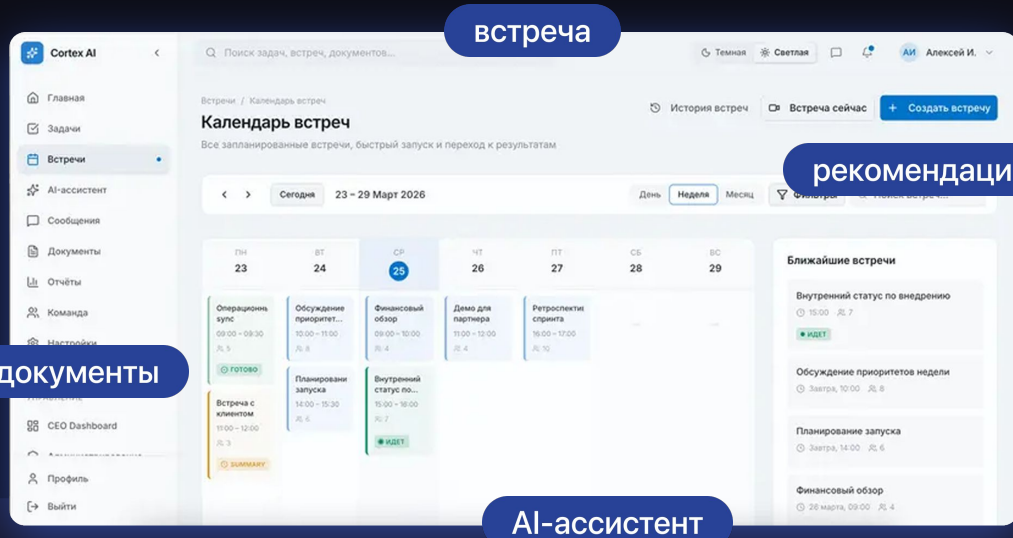 встреча
Cortex AI
Поиск задач, встреч, документов...
Темная
Светлая
АИ
Алексей И.
Главная
Задачи
Встречи
AI-ассистент
Сообщения
Документы
Отчёты
Команда
Настройки
документы
CEO Dashboard
Профиль
Выйти
Встречи / Календарь встреч
Календарь встреч
Все запланированные встречи, быстрый запуск и переход к результатам
История встреч
Встреча сейчас
+ Создать встречу
рекомендаци
Сегодня
23 – 29 Март 2026
День
Неделя
Месяц
ПН
23
ВТ
24
СР
25
ЧТ
26
ПТ
27
СБ
28
ВС
29
Операционнь
sync
09:00 – 09:30
5
ГОТОВО
Встреча с
клиентом
11:00 – 12:00
3
SUMMARY
Обсуждение
приоритет...
10:00 – 11:00
8
Планировани
запуска
14:00 – 15:30
6
Финансовый
обзор
09:00 – 10:00
4
Внутренний
статус по...
15:00 – 16:00
7
ИДЕТ
Демо для
партнера
11:00 – 12:00
4
Ретроспектив
спринта
16:00 – 17:00
10
Ближайшие встречи
Внутренний статус по внедрению
15:00 7
ИДЕТ
Обсуждение приоритетов недели
Завтра, 10:00 8
Планирование запуска
Завтра, 14:00 6
Финансовый обзор
26 марта, 09:00 4
AI-ассистент